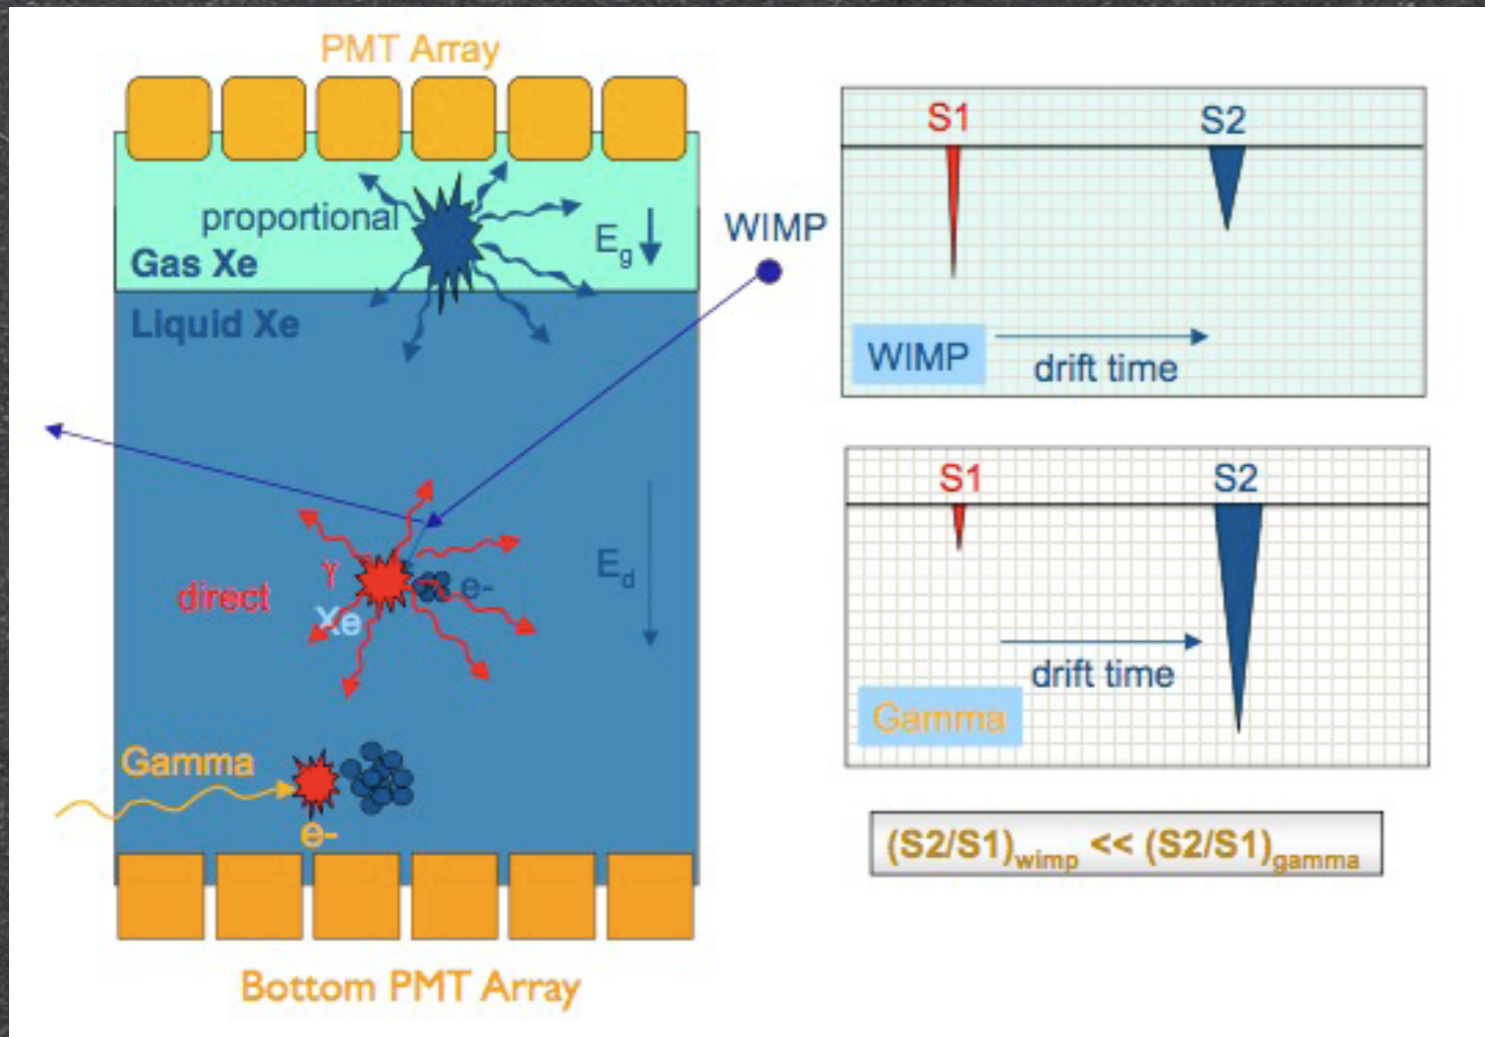 PMT Array
proportional
Gas Xe
Eg
Liquid Xe
WIMP
direct
γ
Xe
e-
Ed
Gamma
e-
Bottom PMT Array
S1 S2
WIMP
drift time
S1 S2
drift time
Gamma
(S2/S1)wimp << (S2/S1)gamma